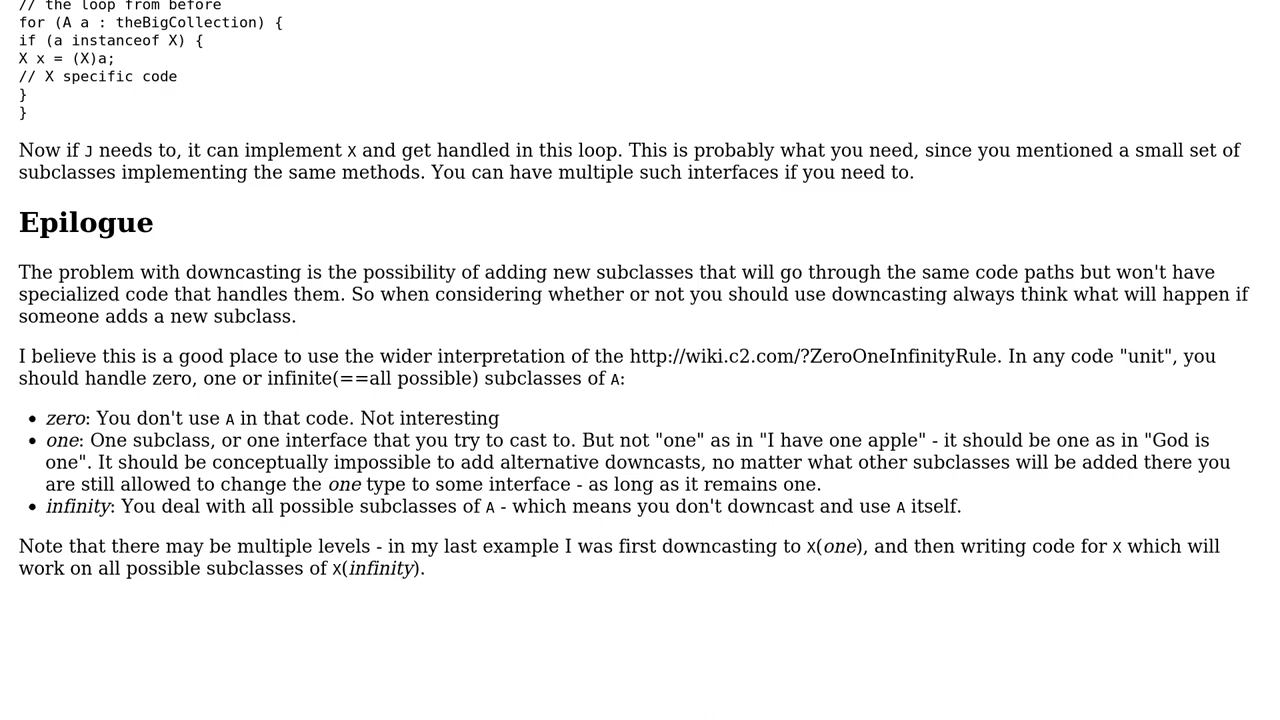 // the loop from before
for (A a : theBigCollection) {
if (a instanceof X) {
X x = (X)a;
// X specific code
}
}
Now if J needs to, it can implement X and get handled in this loop. This is probably what you need, since you mentioned a small set of
subclasses implementing the same methods. You can have multiple such interfaces if you need to.
Epilogue
The problem with downcasting is the possibility of adding new subclasses that will go through the same code paths but won't have
specialized code that handles them. So when considering whether or not you should use downcasting always think what will happen if
someone adds a new subclass.
I believe this is a good place to use the wider interpretation of the http://wiki.c2.com/?ZeroOneInfinityRule. In any code "unit", you
should handle zero, one or infinite(==all possible) subclasses of A:
• zero: You don't use A in that code. Not interesting
• one: One subclass, or one interface that you try to cast to. But not "one" as in "I have one apple" - it should be one as in "God is
one". It should be conceptually impossible to add alternative downcasts, no matter what other subclasses will be added there you
are still allowed to change the one type to some interface - as long as it remains one.
• infinity: You deal with all possible subclasses of A - which means you don't downcast and use A itself.
Note that there may be multiple levels - in my last example I was first downcasting to X(one), and then writing code for X which will
work on all possible subclasses of X(infinity).